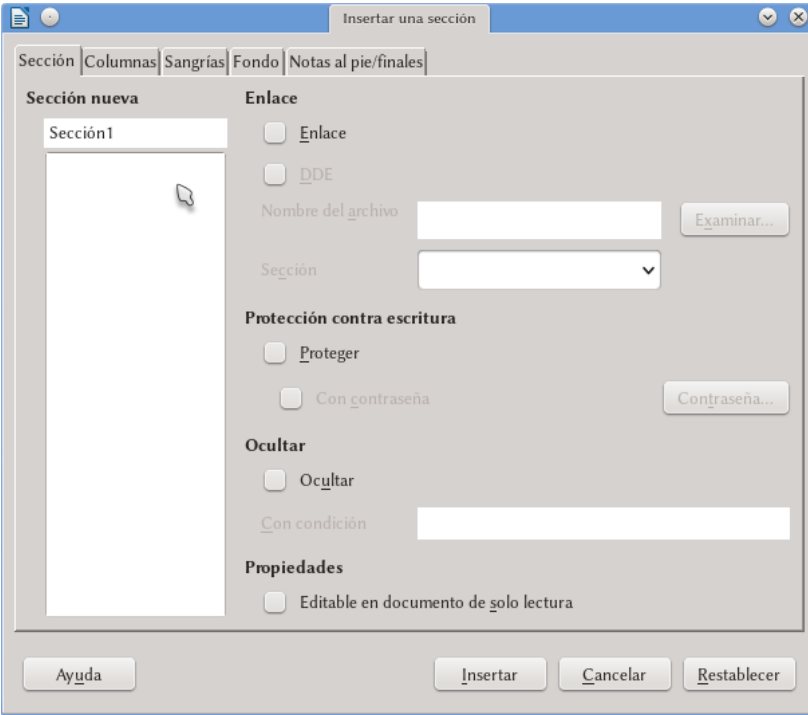 Insertar una sección
Sección Columnas Sangrías Fondo Notas al pie/finales
Sección nueva
Sección1
Enlace
Enlace
DDE
Nombre del archivo
Examinar...
Sección
Protección contra escritura
Proteger
Con contraseña
Contraseña...
Ocultar
Ocultar
Con condición
Propiedades
Editable en documento de solo lectura
Ayuda
Insertar
Cancelar
Restablecer